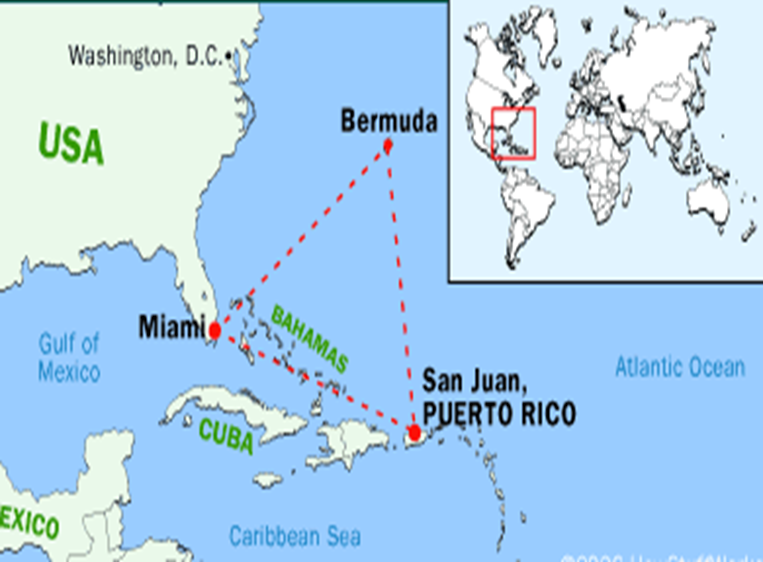 Washington, D.C.
USA
Bermuda
Miami
BAHAMAS
Gulf of
Mexico
Atlantic Ocean
San Juan,
PUERTO RICO
CUBA
EXICO
Caribbean Sea